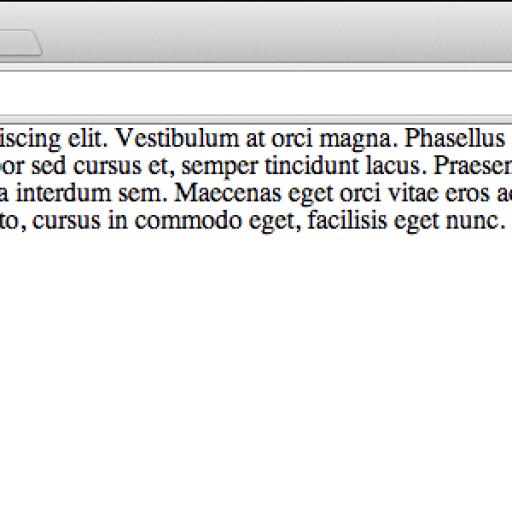 iscing elit. Vestibulum at orci magna. Phasellus
or sed cursus et, semper tincidunt lacus. Praesen
a interdum sem. Maecenas eget orci vitae eros ac
to, cursus in commodo eget, facilisis eget nunc.